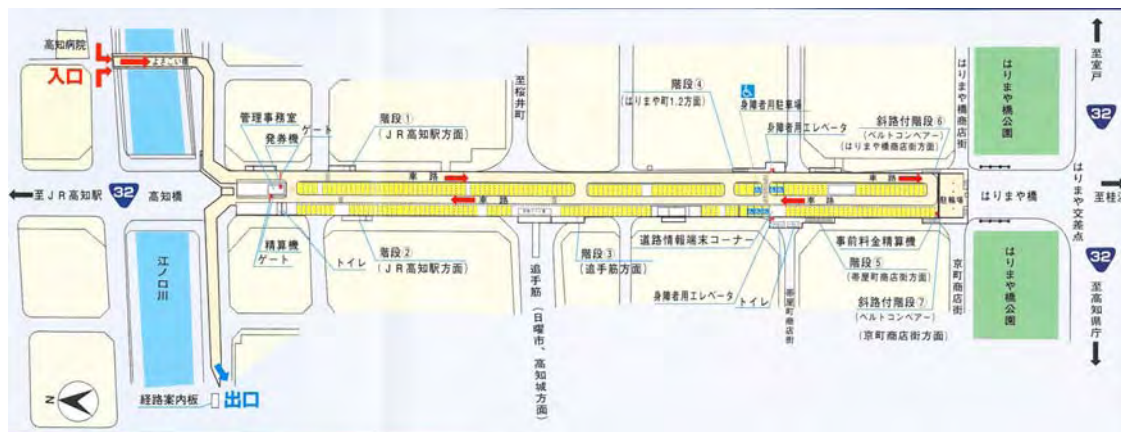 高知病院
入口
管理事務室
発券機
ゲート
階段①
(JR高知駅方面)
至桜井町
階段④
(はりまや町1.2方面)
身障者用駐車場
身障者用エレベータ
はりまや橋商店街
斜路付階段⑥
(ベルトコンベアー)
(はりまや橋商店街方面)
はりまや橋公園
至室戸
32
車路
車路
至JR高知駅
32
高知橋
車路
車路
駐輪場
はりまや橋
はりまや交差点
至桂浜
江ノ口川
精算機
ゲート
トイレ
階段②
(JR高知駅方面)
追手筋(日曜市、高知城方面)
階段③
(追手筋方面)
道路情報端末コーナー
身障者用エレベータ
トイレ
帯屋町商店街
事前料金精算機
階段⑤
(帯屋町商店街方面)
斜路付階段⑦
(ベルトコンベアー)
(京町商店街方面)
京町商店街
はりまや橋公園
32
至高知県庁
N
経路案内板
出口